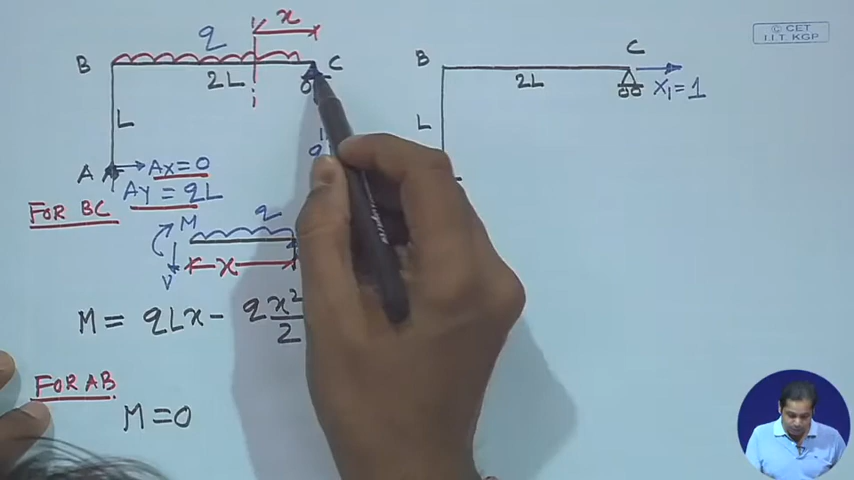 © CET
I.I.T. KGP
q
x
B
2L
C
L
A
Ax = 0
Ay = qL
B
C
2L
X1 = 1
L
FOR BC
M
q
V
x
M = qLx - qx²/2
FOR AB
M = 0